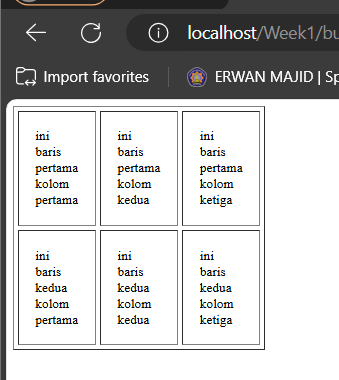 localhost/Week1/bu
Import favorites
ERWAN MAJID | Sp
ini
baris
pertama
kolom
pertama
ini
baris
pertama
kolom
kedua
ini
baris
pertama
kolom
ketiga
ini
baris
kedua
kolom
pertama
ini
baris
kedua
kolom
kedua
ini
baris
kedua
kolom
ketiga